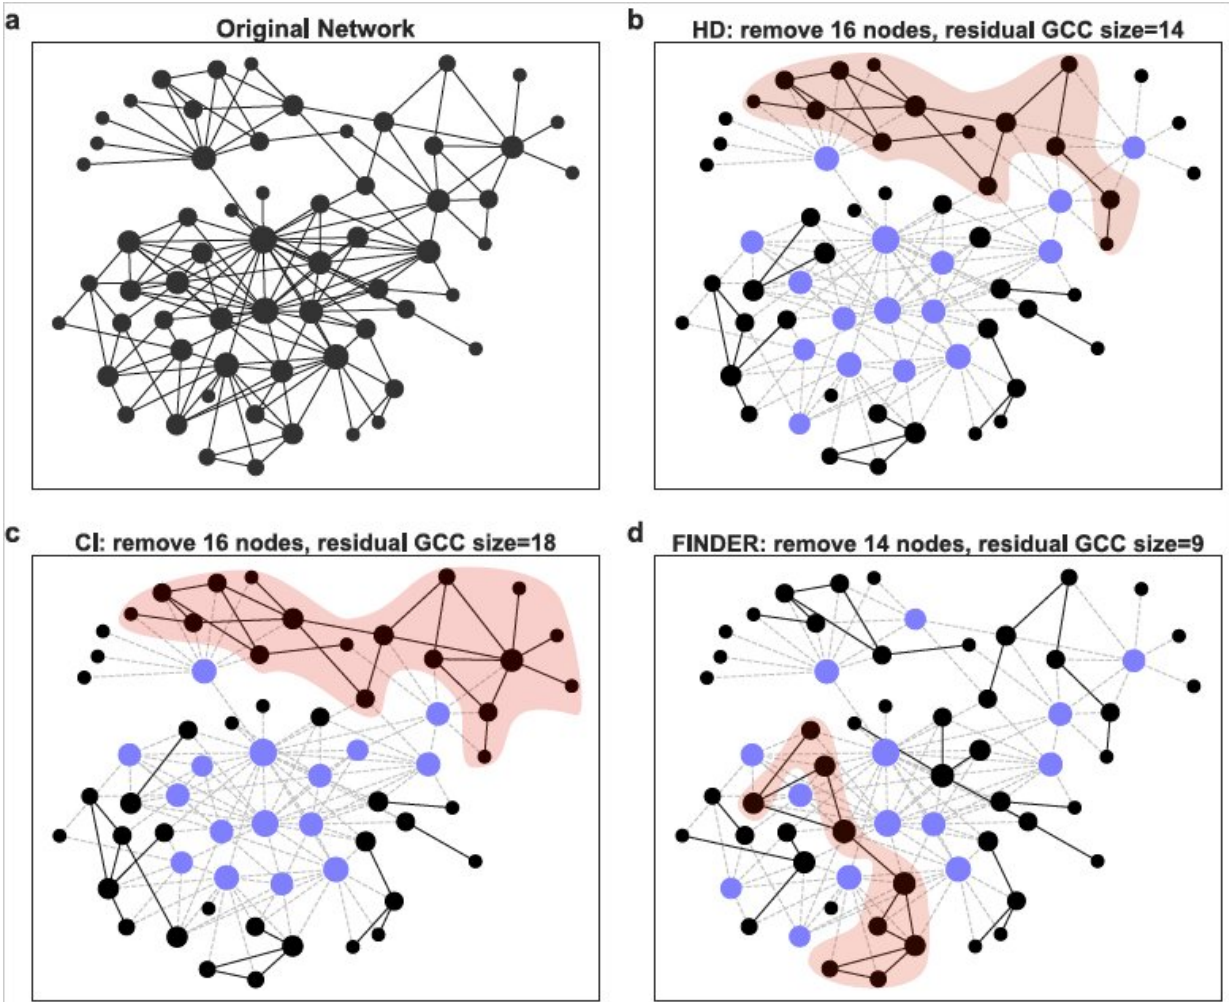 a
Original Network
b
HD: remove 16 nodes, residual GCC size=14
c
CI: remove 16 nodes, residual GCC size=18
d
FINDER: remove 14 nodes, residual GCC size=9